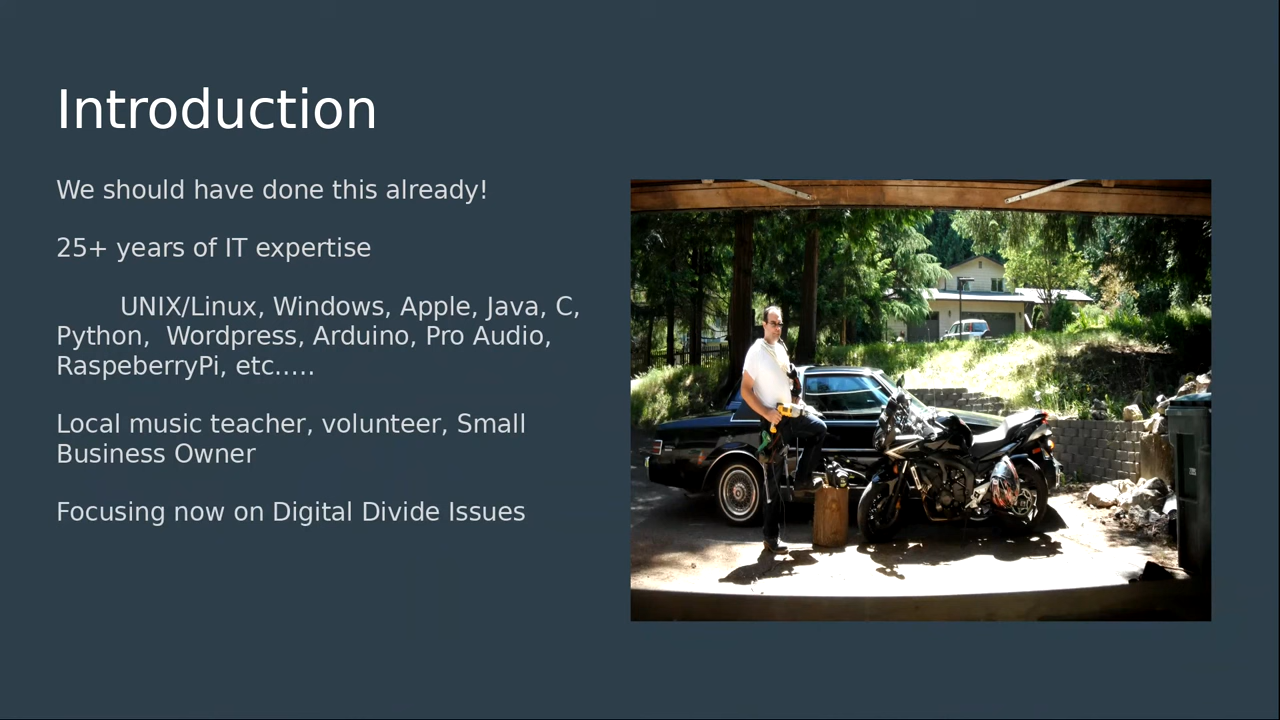 Introduction
We should have done this already!
25+ years of IT expertise
UNIX/Linux, Windows, Apple, Java, C,
Python,  Wordpress, Arduino, Pro Audio,
RaspeberryPi, etc.....
Local music teacher, volunteer, Small
Business Owner
Focusing now on Digital Divide Issues